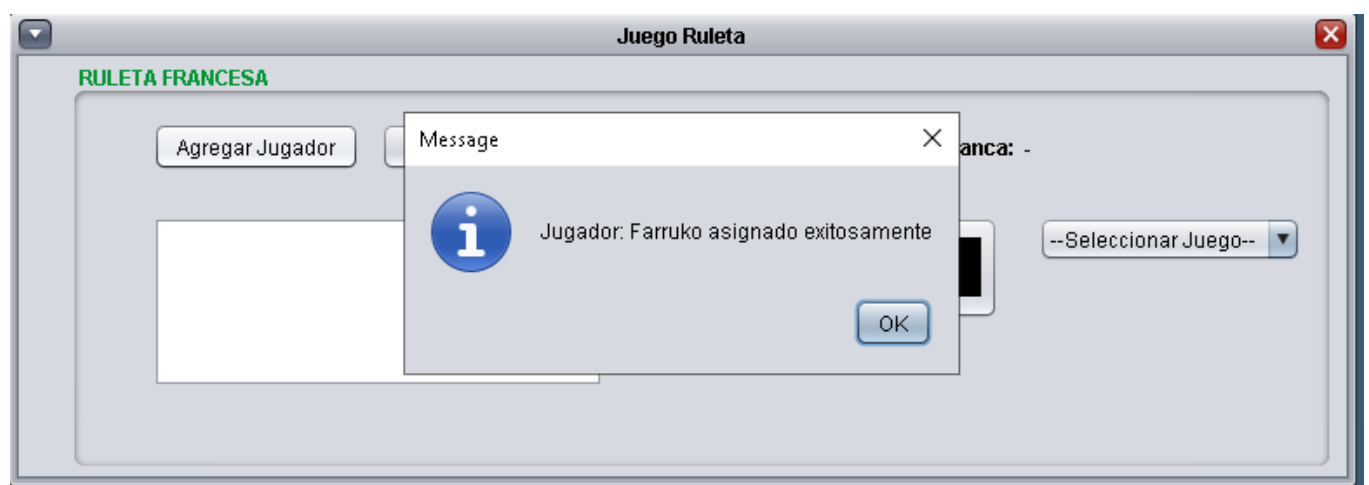 Juego Ruleta
RULETA FRANCESA
Agregar Jugador
Message
anca: -
Jugador: Farruko asignado exitosamente
--Seleccionar Juego--
OK